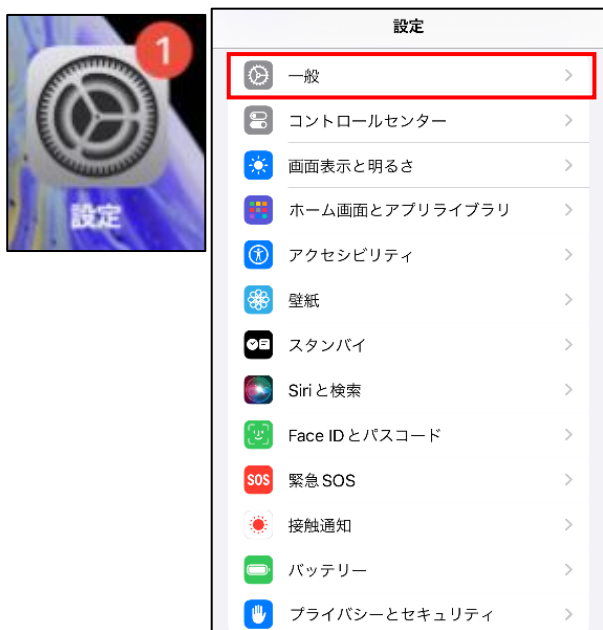 1
設定
設定
一般
コントロールセンター
画面表示と明るさ
ホーム画面とアプリライブラリ
アクセシビリティ
壁紙
スタンバイ
Siriと検索
Face IDとパスコード
SOS 緊急SOS
接触通知
バッテリー
プライバシーとセキュリティ